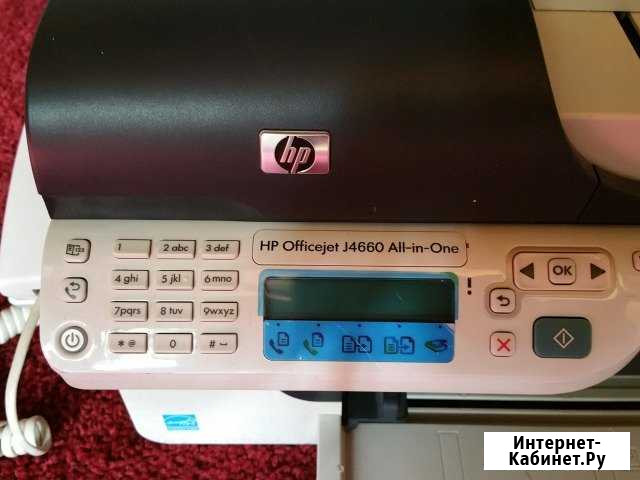 hp
HP Officejet J4660 All-in-One
1
2 abc
3 def
4 ghi
5 jkl
6 mno
7pqrs
8 tuv
9wxyz
* @
0
# ⎵
!
OK
Интернет-
Кабинет.Ру